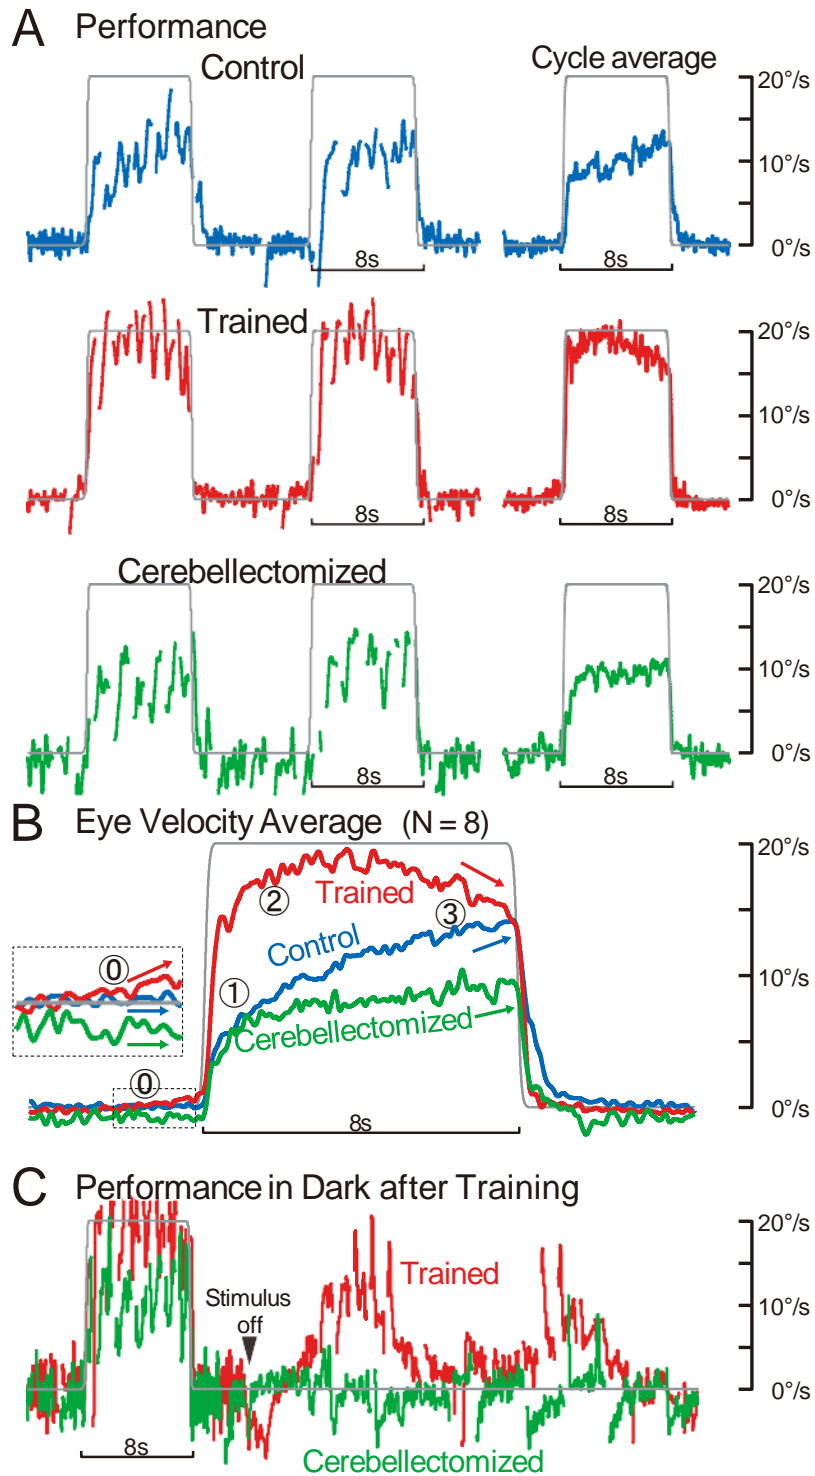 A Performance
Control
Cycle average
20°/s
10°/s
0°/s
8s
8s
Trained
20°/s
10°/s
0°/s
8s
8s
Cerebellectomized
20°/s
10°/s
0°/s
8s
8s
B Eye Velocity Average (N = 8)
20°/s
Trained
②
③
Control
⓪
10°/s
①
Cerebellectomized
⓪
0°/s
8s
C Performance in Dark after Training
20°/s
Trained
Stimulus
off
10°/s
0°/s
8s
Cerebellectomized